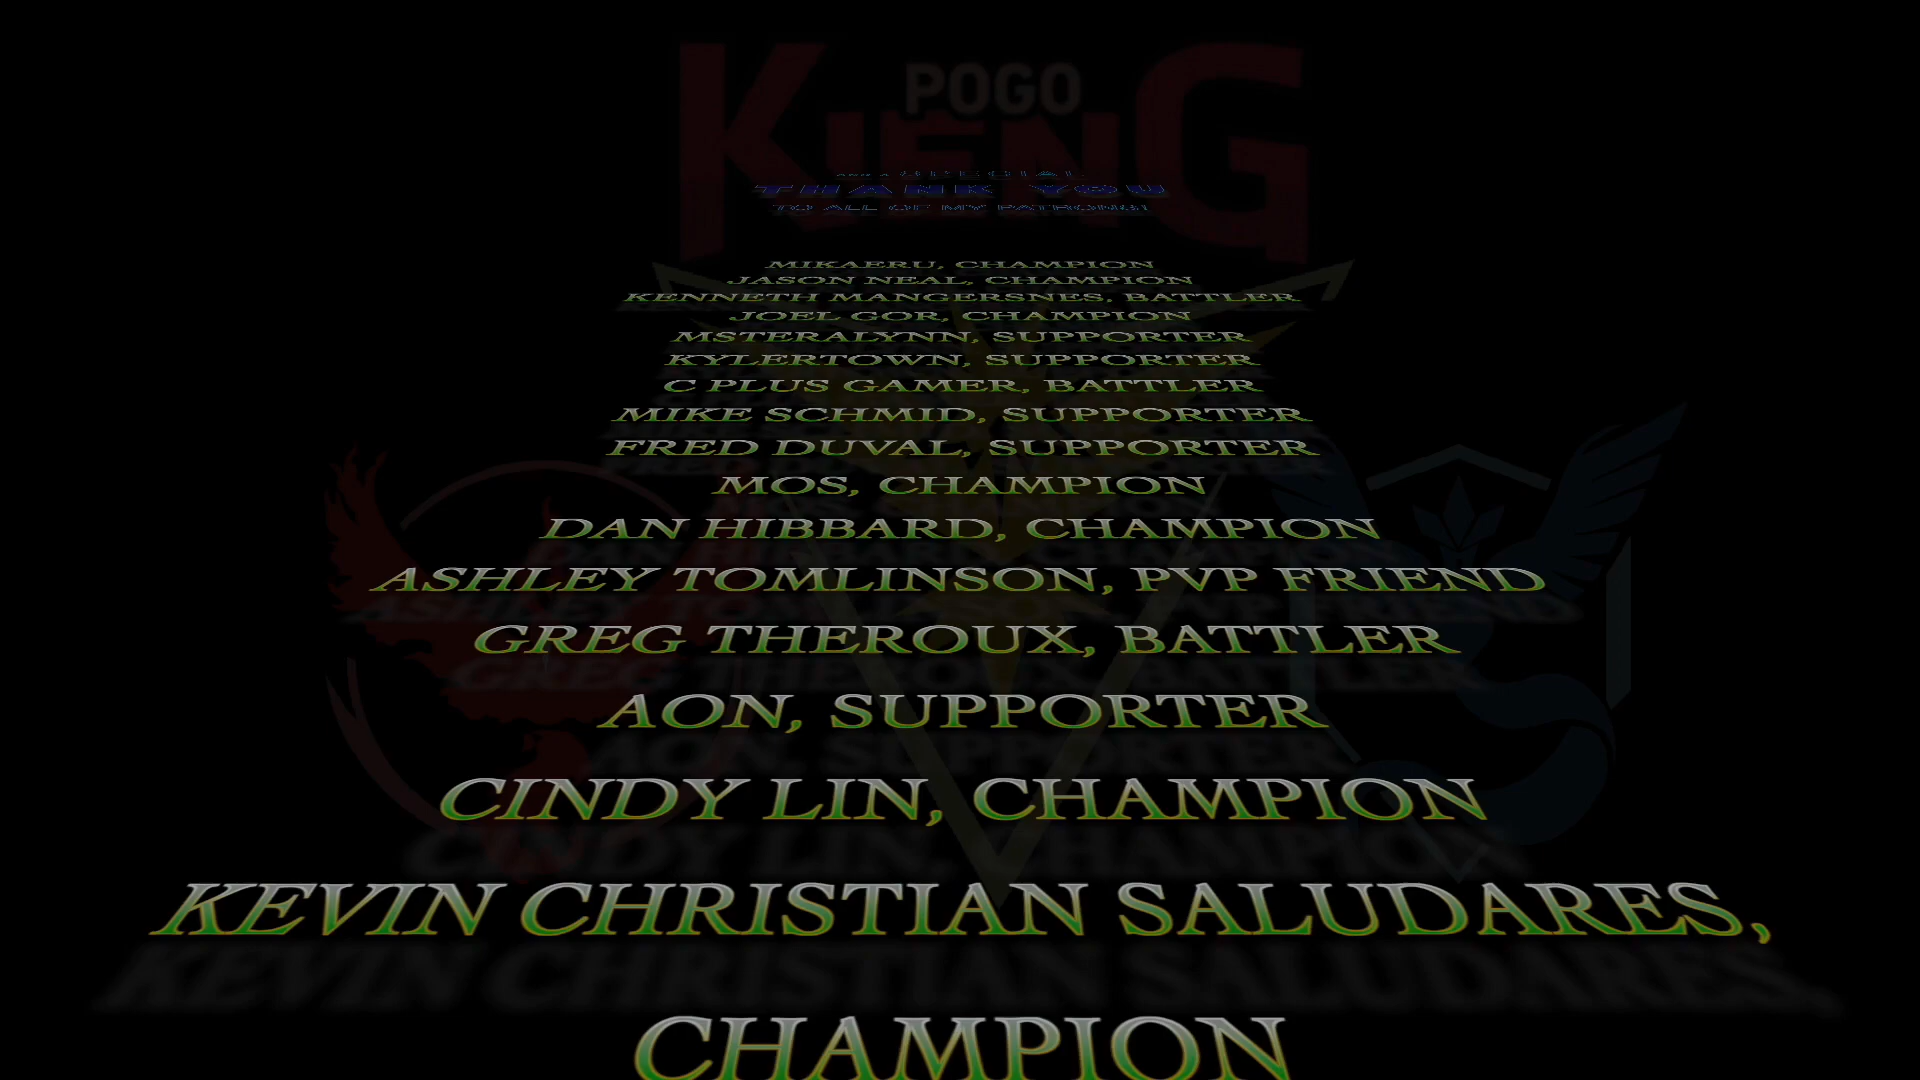 POGO
KIENG
AND A SPECIAL
THANK YOU
TO ALL OF MY PATRONS!
MIKAERU, CHAMPION
JASON NEAL, CHAMPION
KENNETH MANGERSNES, BATTLER
JOEL GOR, CHAMPION
MSTERALYNN, SUPPORTER
KYLERTOWN, SUPPORTER
C PLUS GAMER, BATTLER
MIKE SCHMID, SUPPORTER
FRED DUVAL, SUPPORTER
MOS, CHAMPION
DAN HIBBARD, CHAMPION
ASHLEY TOMLINSON, PVP FRIEND
GREG THEROUX, BATTLER
AON, SUPPORTER
CINDY LIN, CHAMPION
KEVIN CHRISTIAN SALUDARES,
CHAMPION